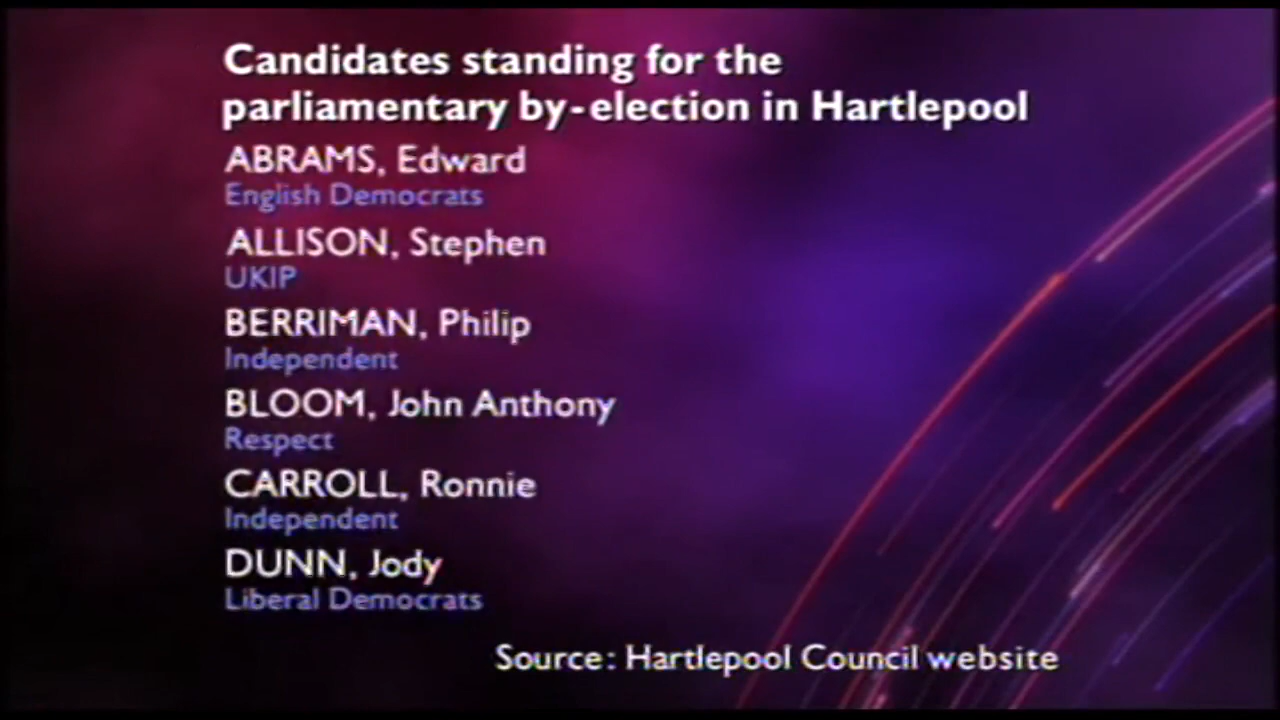 Candidates standing for the
parliamentary by-election in Hartlepool
ABRAMS, Edward
English Democrats
ALLISON, Stephen
UKIP
BERRIMAN, Philip
Independent
BLOOM, John Anthony
Respect
CARROLL, Ronnie
Independent
DUNN, Jody
Liberal Democrats
Source: Hartlepool Council website